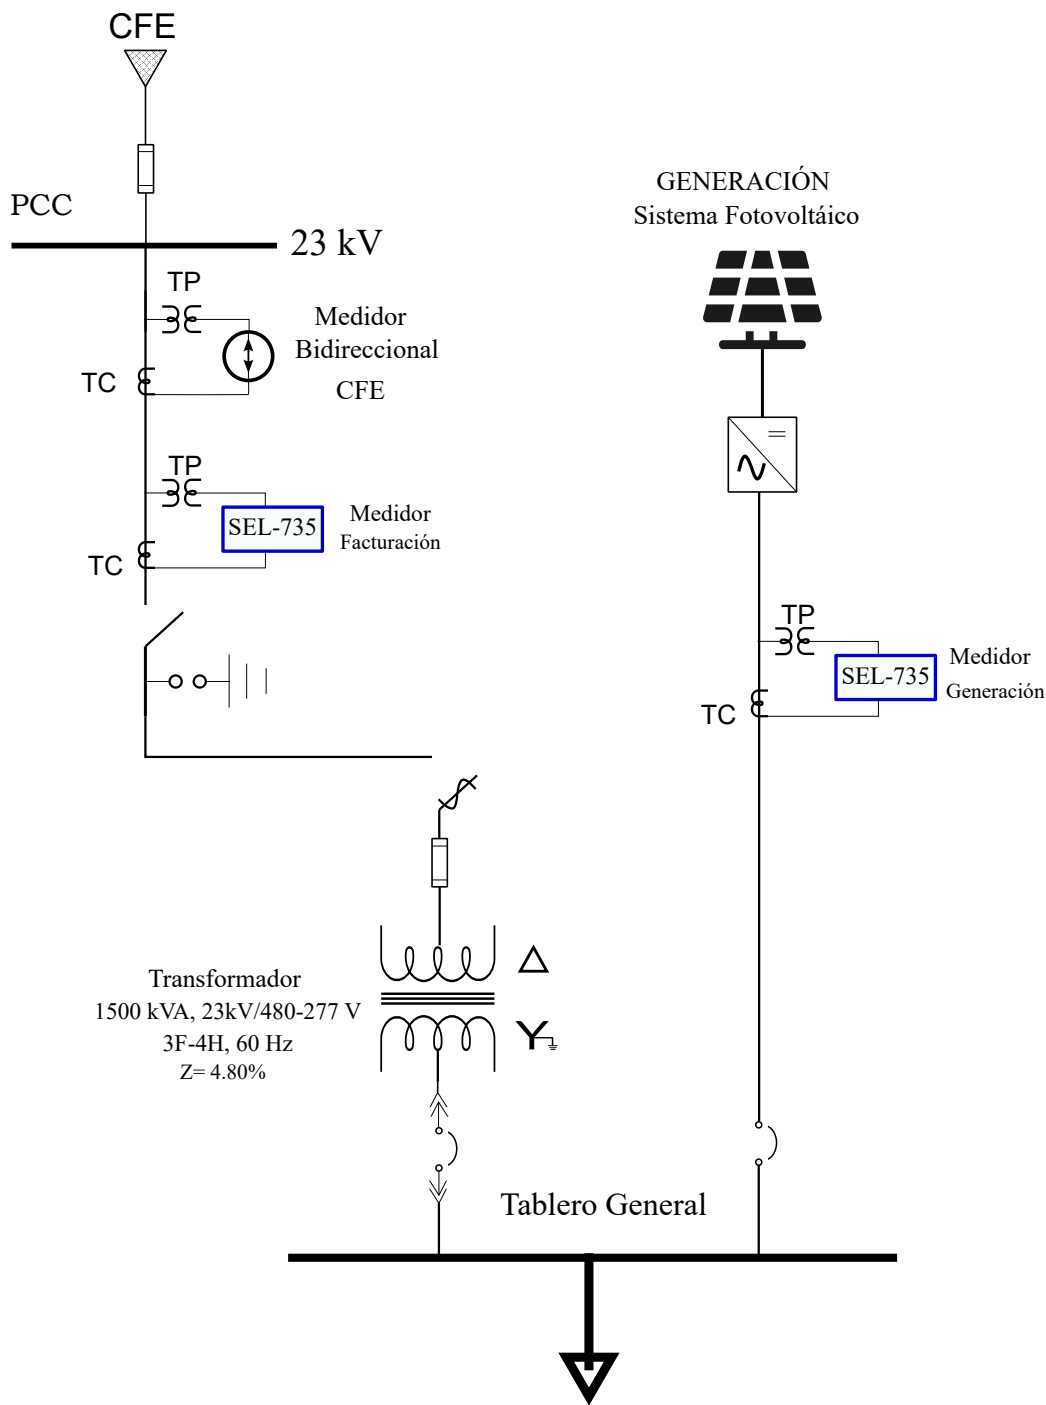 CFE
PCC
23 kV
TP
Medidor
Bidireccional
CFE
TC
TP
SEL-735
Medidor
Facturación
TC
GENERACIÓN
Sistema Fotovoltáico
TP
SEL-735
Medidor
Generación
TC
Transformador
1500 kVA, 23kV/480-277 V
3F-4H, 60 Hz
Z= 4.80%
Tablero General